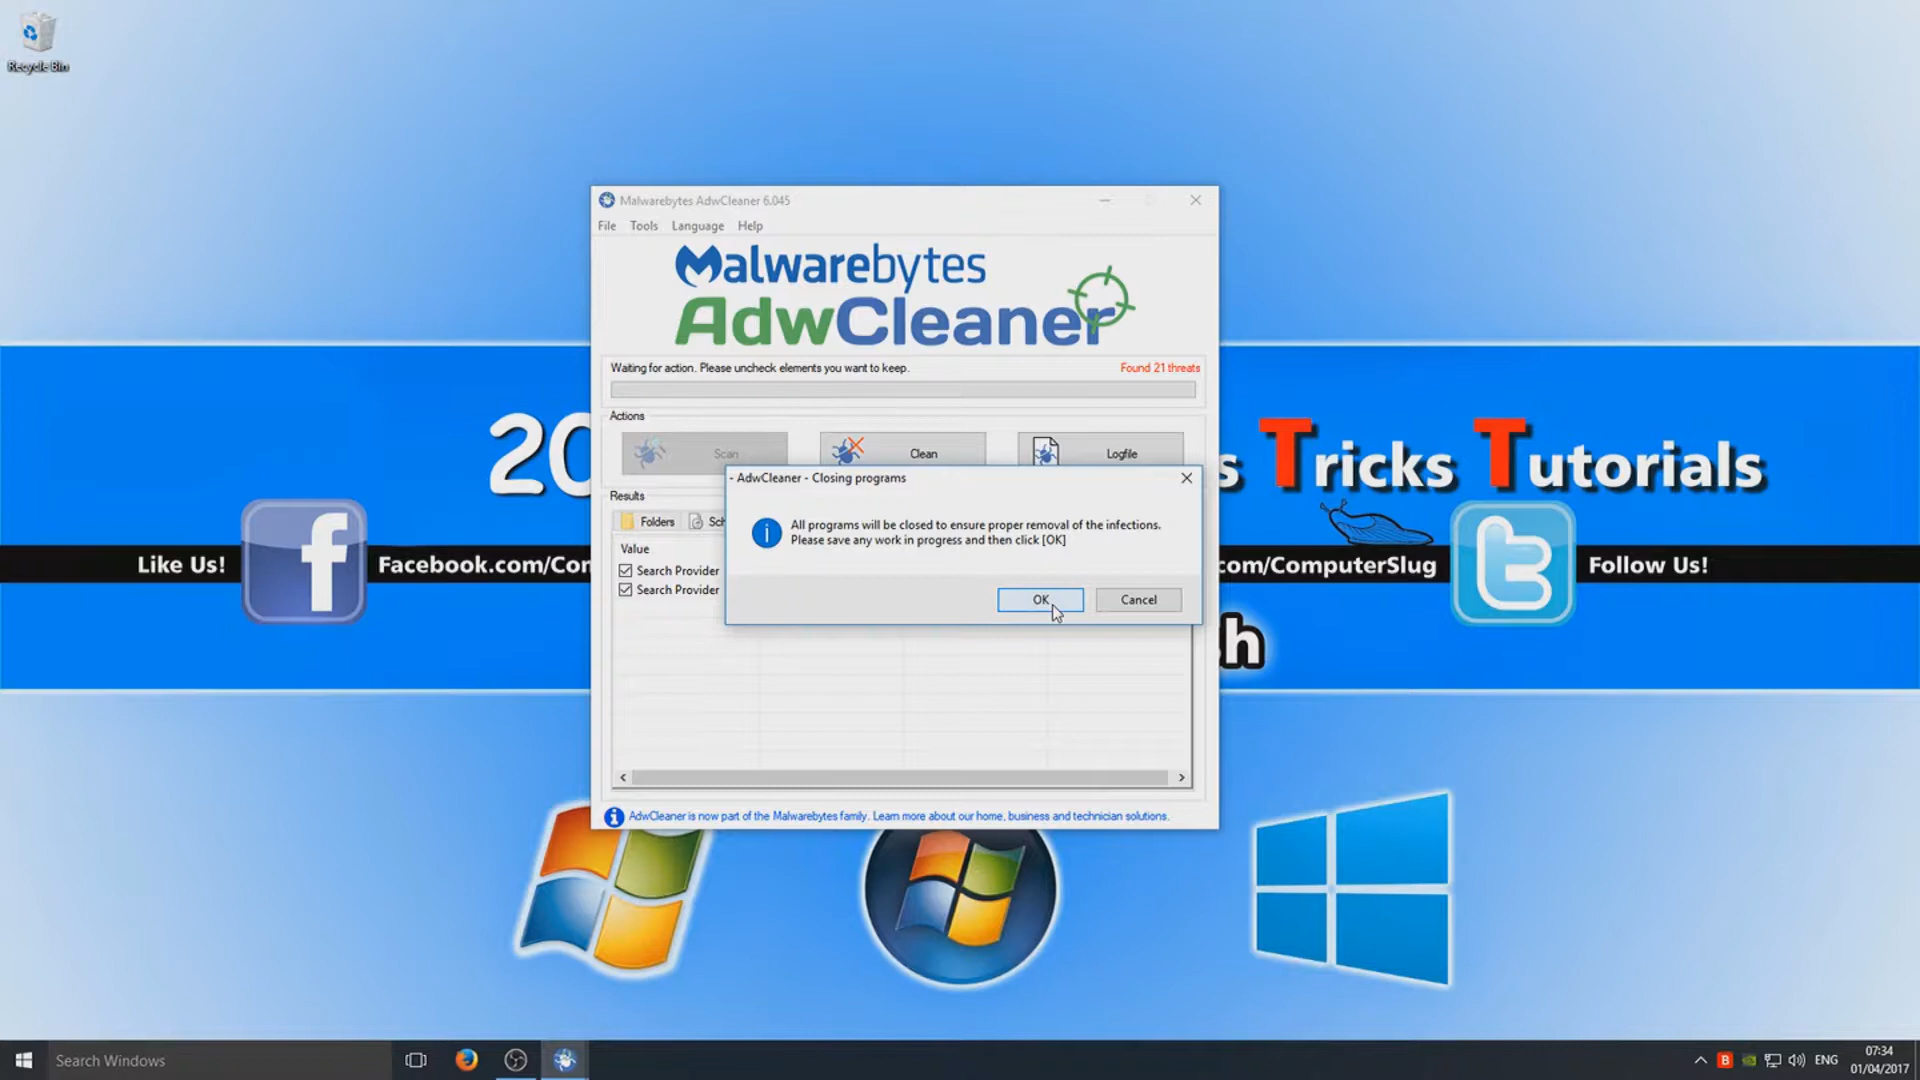 Recycle Bin
Malwarebytes AdwCleaner 6.045
File Tools Language Help
Malwarebytes
AdwCleaner
Waiting for action. Please uncheck elements you want to keep.
Found 21 threats
Actions
Scan
Clean
Logfile
20
s Tricks Tutorials
- AdwCleaner - Closing programs
Results
Folders
Sch
All programs will be closed to ensure proper removal of the infections.
Please save any work in progress and then click [OK]
Value
Search Provider
Search Provider
OK
Cancel
Like Us!
Facebook.com/Con
com/ComputerSlug
Follow Us!
h
AdwCleaner is now part of the Malwarebytes family. Learn more about our home, business and technician solutions.
Search Windows
ENG
07:34
01/04/2017